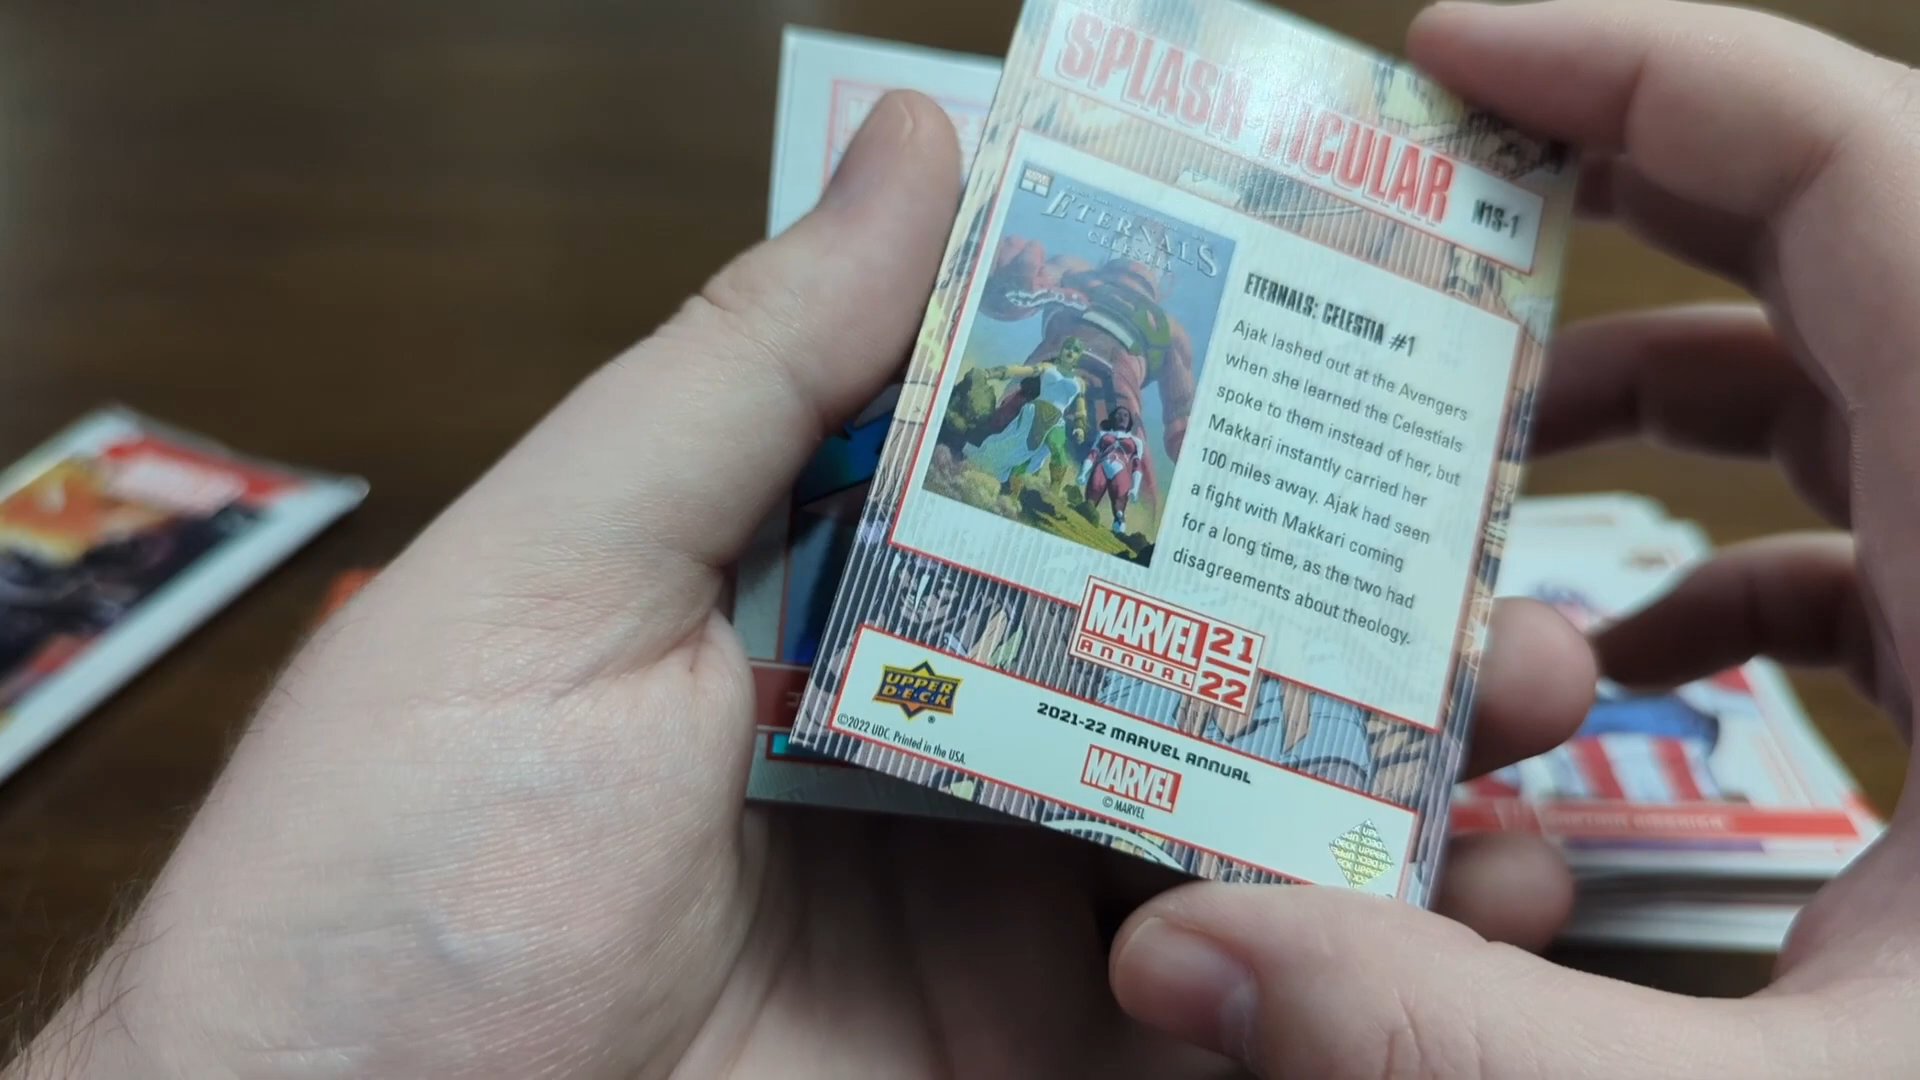 SPLASH-TICULAR
N1S-1
MARVEL
1
ETERNALS
CELESTIA
ETERNALS: CELESTIA #1
Ajak lashed out at the Avengers
when she learned the Celestials
spoke to them instead of her, but
Makkari instantly carried her
100 miles away. Ajak had seen
a fight with Makkari coming
for a long time, as the two had
disagreements about theology.
MARVEL 21
ANNUAL 22
UPPER
D·E·C·K
®
©2022 UDC. Printed in the USA.
2021-22 MARVEL ANNUAL
MARVEL
© MARVEL